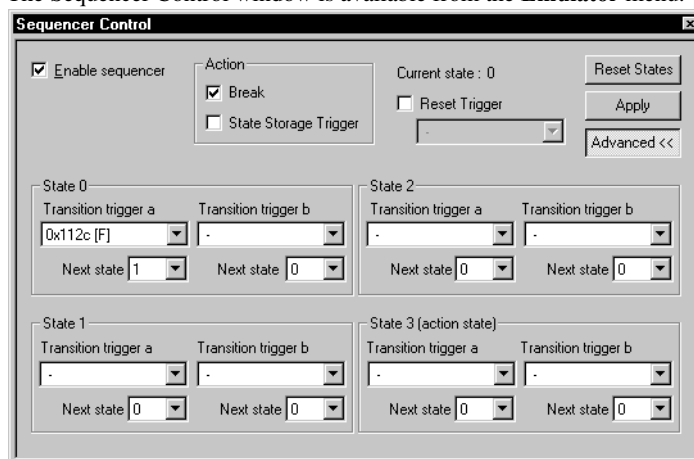 The Sequencer Control window is available from the Emulator menu.
Sequencer Control
Enable sequencer
Action
Break
State Storage Trigger
Current state : 0
Reset Trigger
-
Reset States
Apply
Advanced <<
State 0
Transition trigger a Transition trigger b
0x112c [F] -
Next state 1 Next state 0
State 2
Transition trigger a Transition trigger b
- -
Next state 0 Next state 0
State 1
Transition trigger a Transition trigger b
- -
Next state 0 Next state 0
State 3 (action state)
Transition trigger a Transition trigger b
- -
Next state 0 Next state 0